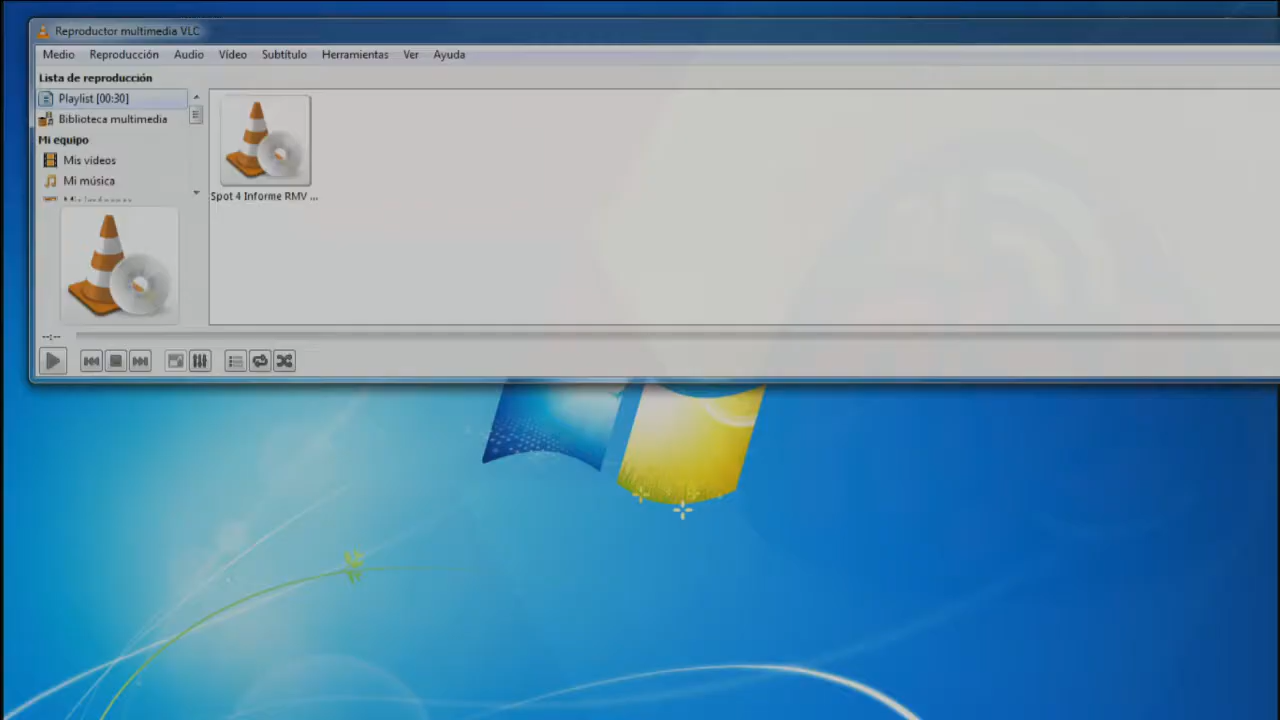 Reproductor multimedia VLC
Medio Reproducción Audio Vídeo Subtítulo Herramientas Ver Ayuda
Lista de reproducción
Playlist [00:30]
Biblioteca multimedia
Mi equipo
Mis vídeos
Mi música
Spot 4 Informe RMV ...
--:--